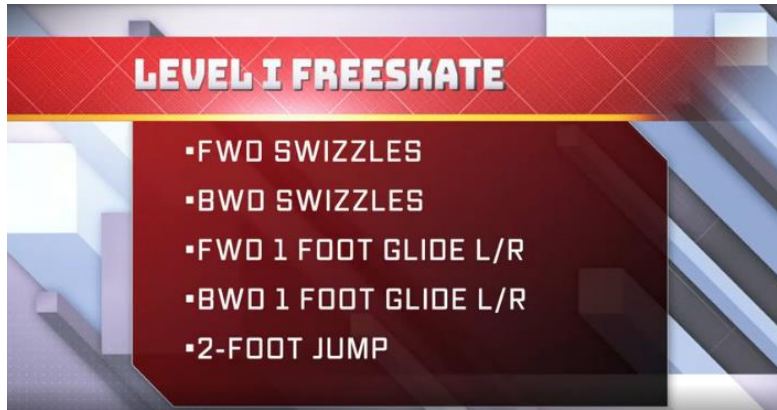 LEVEL I FREESKATE
▪FWD SWIZZLES
▪BWD SWIZZLES
▪FWD 1 FOOT GLIDE L/R
▪BWD 1 FOOT GLIDE L/R
▪2-FOOT JUMP